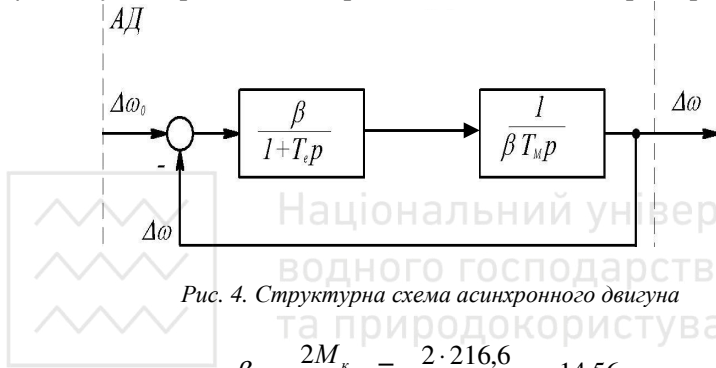 АД
Δω₀
β
1+Tₑp
1
β Tₘp
Δω
-
Δω
Національний універ
водного господарств
Рис. 4. Структурна схема асинхронного двигуна
та природокористува
2Mₖ = 2·216,6
14,56